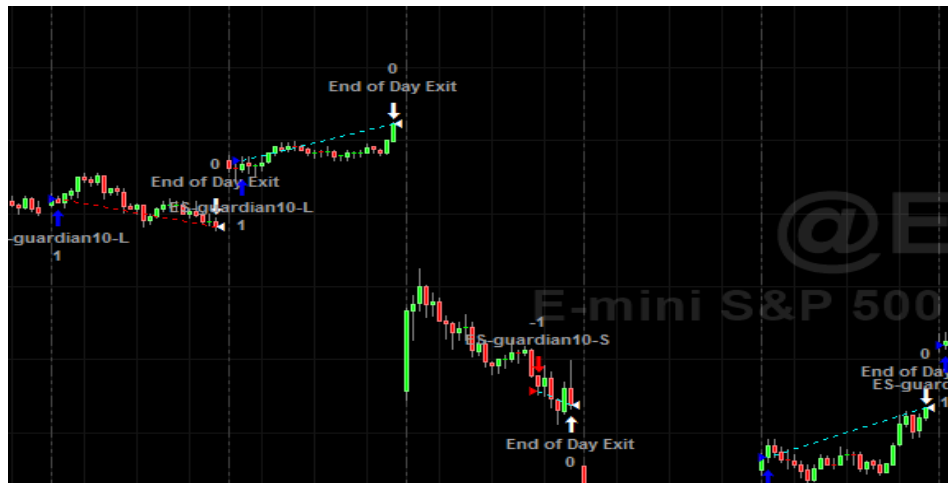 0
End of Day Exit
0
End of Day Exit
ES-guardian10-L
1
-guardian10-L
1
@E
E-mini S&P 500
-1
ES-guardian10-S
End of Day Exit
0
0
End of Day
ES-guard
1